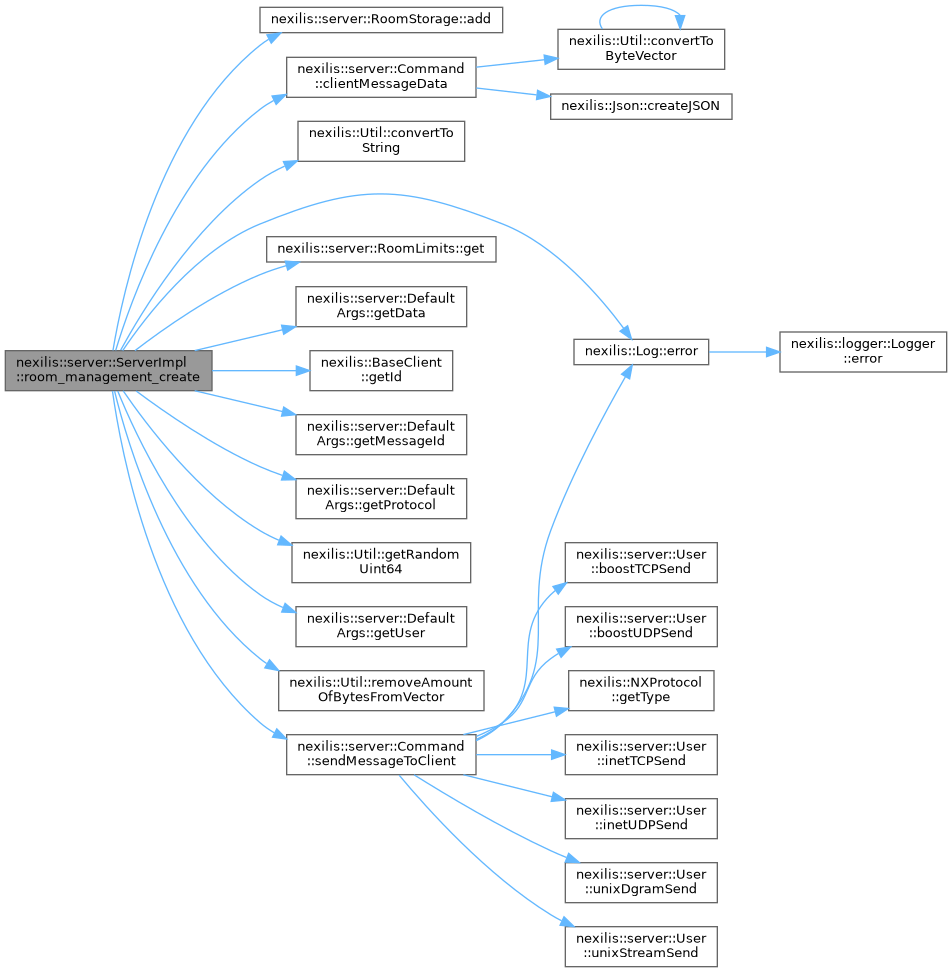 nexilis::server::RoomStorage::add
nexilis::server::Command
::clientMessageData
nexilis::Util::convertTo
ByteVector
nexilis::Json::createJSON
nexilis::Util::convertTo
String
nexilis::server::RoomLimits::get
nexilis::server::Default
Args::getData
nexilis::Log::error
nexilis::logger::Logger
::error
nexilis::server::ServerImpl
::room_management_create
nexilis::BaseClient
::getId
nexilis::server::Default
Args::getMessageId
nexilis::server::Default
Args::getProtocol
nexilis::Util::getRandom
Uint64
nexilis::server::User
::boostTCPSend
nexilis::server::Default
Args::getUser
nexilis::server::User
::boostUDPSend
nexilis::Util::removeAmount
OfBytesFromVector
nexilis::NXProtocol
::getType
nexilis::server::Command
::sendMessageToClient
nexilis::server::User
::inetTCPSend
nexilis::server::User
::inetUDPSend
nexilis::server::User
::unixDgramSend
nexilis::server::User
::unixStreamSend